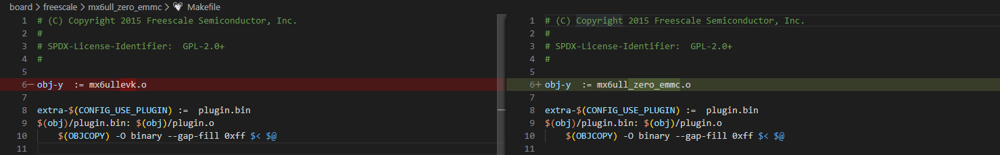 board > freescale > mx6ull_zero_emmc > Makefile
1 # (C) Copyright 2015 Freescale Semiconductor, Inc.
2 #
3 # SPDX-License-Identifier:  GPL-2.0+
4 #
5
6− obj-y  := mx6ullevk.o
7
8 extra-$(CONFIG_USE_PLUGIN) :=  plugin.bin
9 $(obj)/plugin.bin: $(obj)/plugin.o
10     $(OBJCOPY) -O binary --gap-fill 0xff $< $@
11
1 # (C) Copyright 2015 Freescale Semiconductor, Inc.
2 #
3 # SPDX-License-Identifier:  GPL-2.0+
4 #
5
6+ obj-y  := mx6ull_zero_emmc.o
7
8 extra-$(CONFIG_USE_PLUGIN) :=  plugin.bin
9 $(obj)/plugin.bin: $(obj)/plugin.o
10     $(OBJCOPY) -O binary --gap-fill 0xff $< $@
11